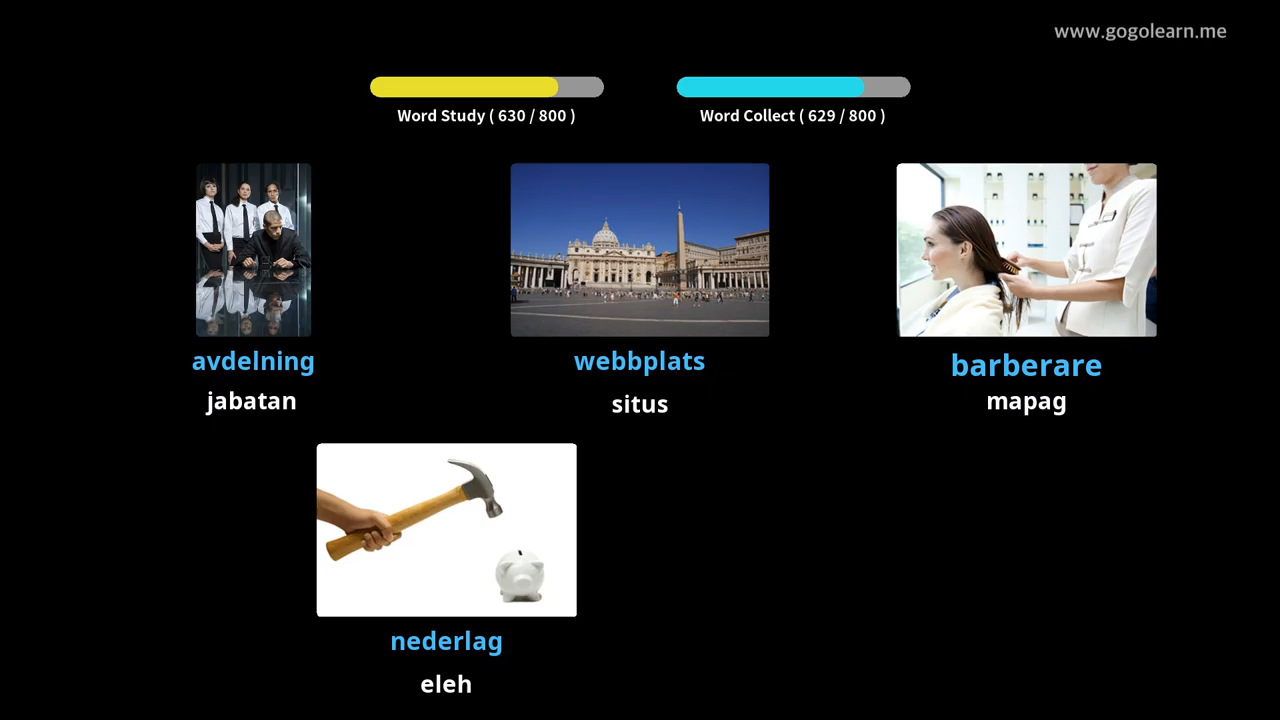 www.gogolearn.me
Word Study ( 630 / 800 )
Word Collect ( 629 / 800 )
avdelning
jabatan
webbplats
situs
barberare
mapag
nederlag
eleh